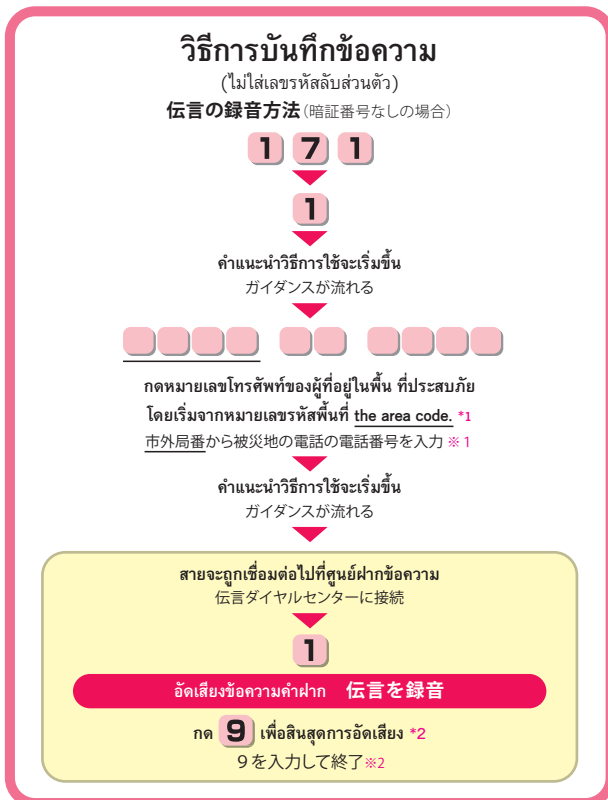 วิธีการบันทึกข้อความ
(ไม่ใส่เลขรหัสลับส่วนตัว)
伝言の録音方法(暗証番号なしの場合)
1 7 1
1
คำแนะนำวิธีการใช้จะเริ่มขึ้น
ガイダンスが流れる
กดหมายเลขโทรศัพท์ของผู้ที่อยู่ในพื้น ที่ประสบภัย
โดยเริ่มจากหมายเลขรหัสพื้นที่ the area code. *1
市外局番から被災地の電話の電話番号を入力 ※1
คำแนะนำวิธีการใช้จะเริ่มขึ้น
ガイダンスが流れる
สายจะถูกเชื่อมต่อไปที่ศูนย์ฝากข้อความ
伝言ダイヤルセンターに接続
1
อัดเสียงข้อความคำฝาก 伝言を録音
กด 9 เพื่อสินสุดการอัดเสียง *2
9を入力して終了※2